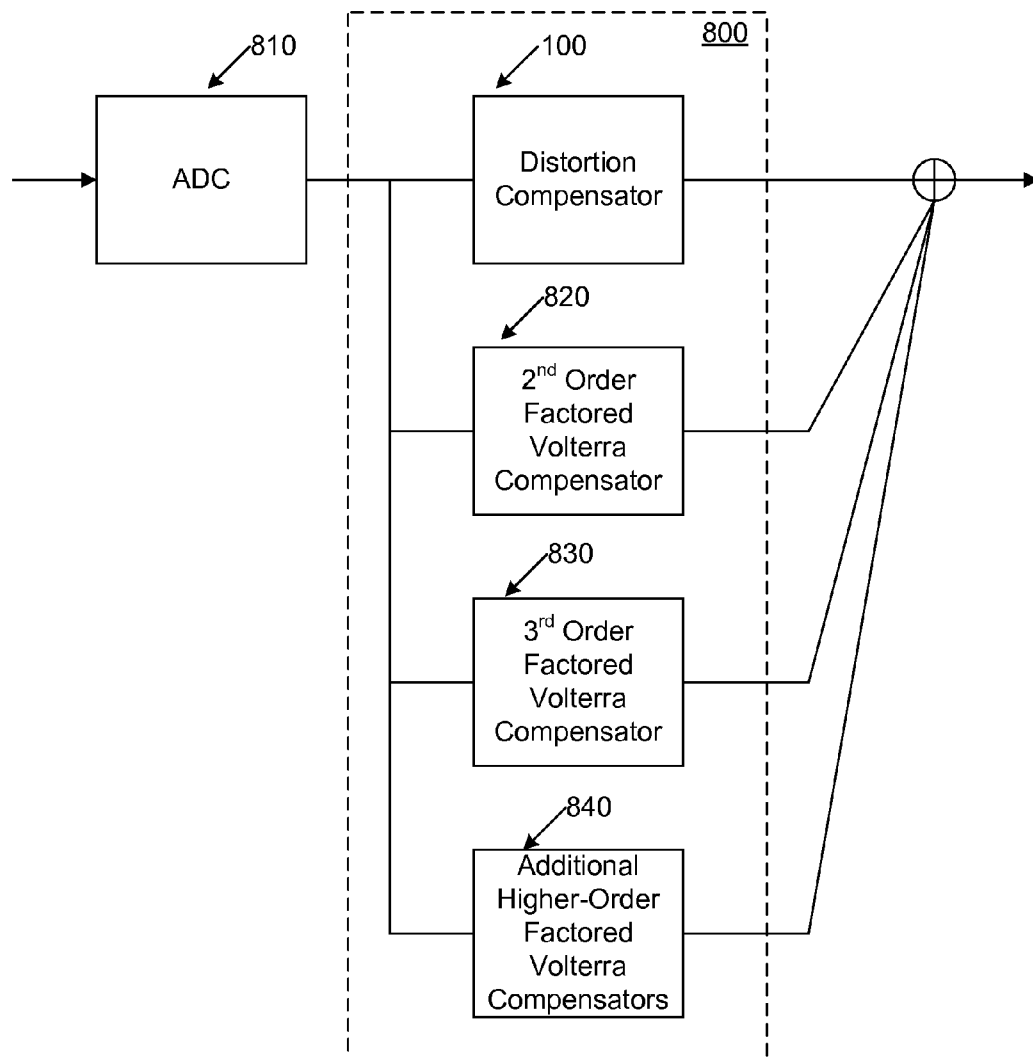 800
810
100
ADC
Distortion
Compensator
820
2nd Order
Factored
Volterra
Compensator
830
3rd Order
Factored
Volterra
Compensator
840
Additional
Higher-Order
Factored
Volterra
Compensators